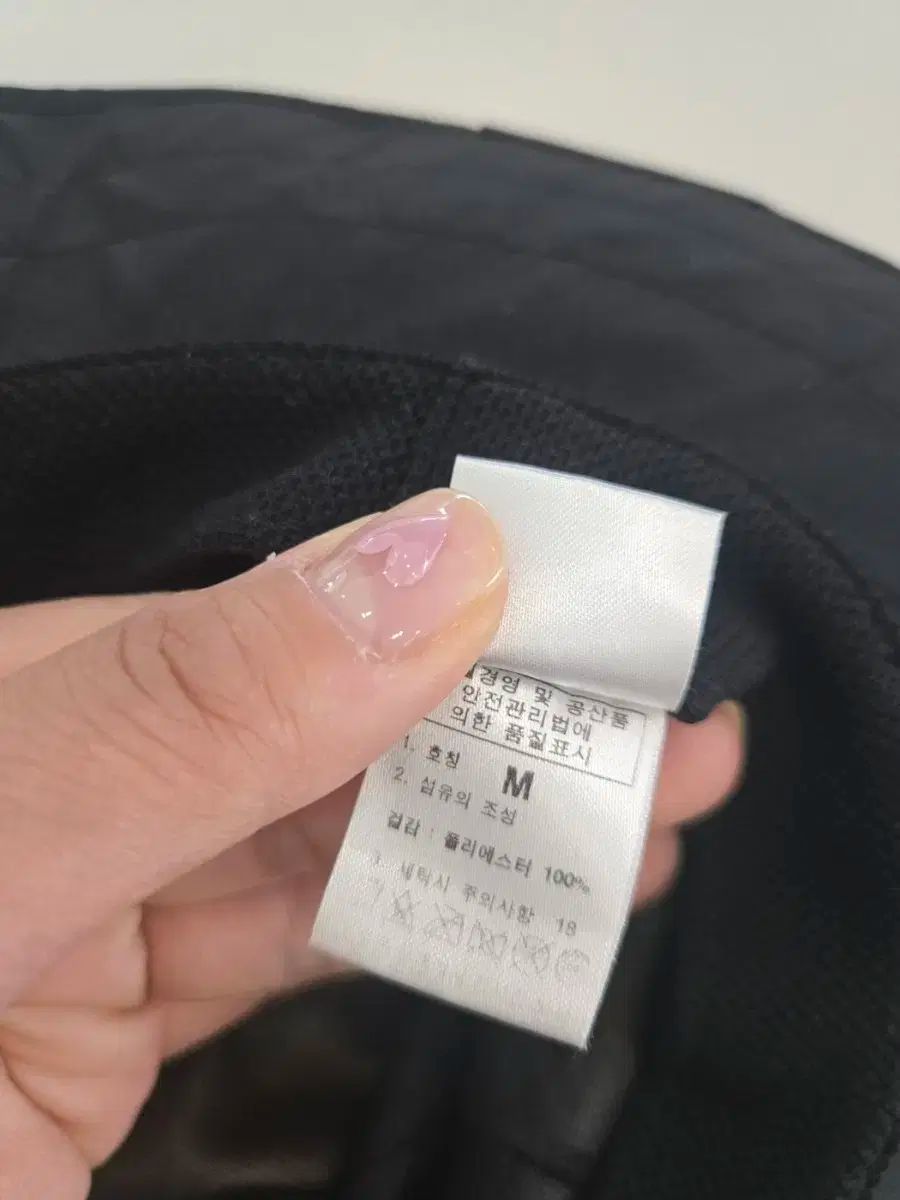 경영 및 공산품
안전관리법에
의한 품질표시
1. 호칭 M
2. 섬유의 조성
겉감 : 폴리에스터 100%
세탁시 주의사항 18